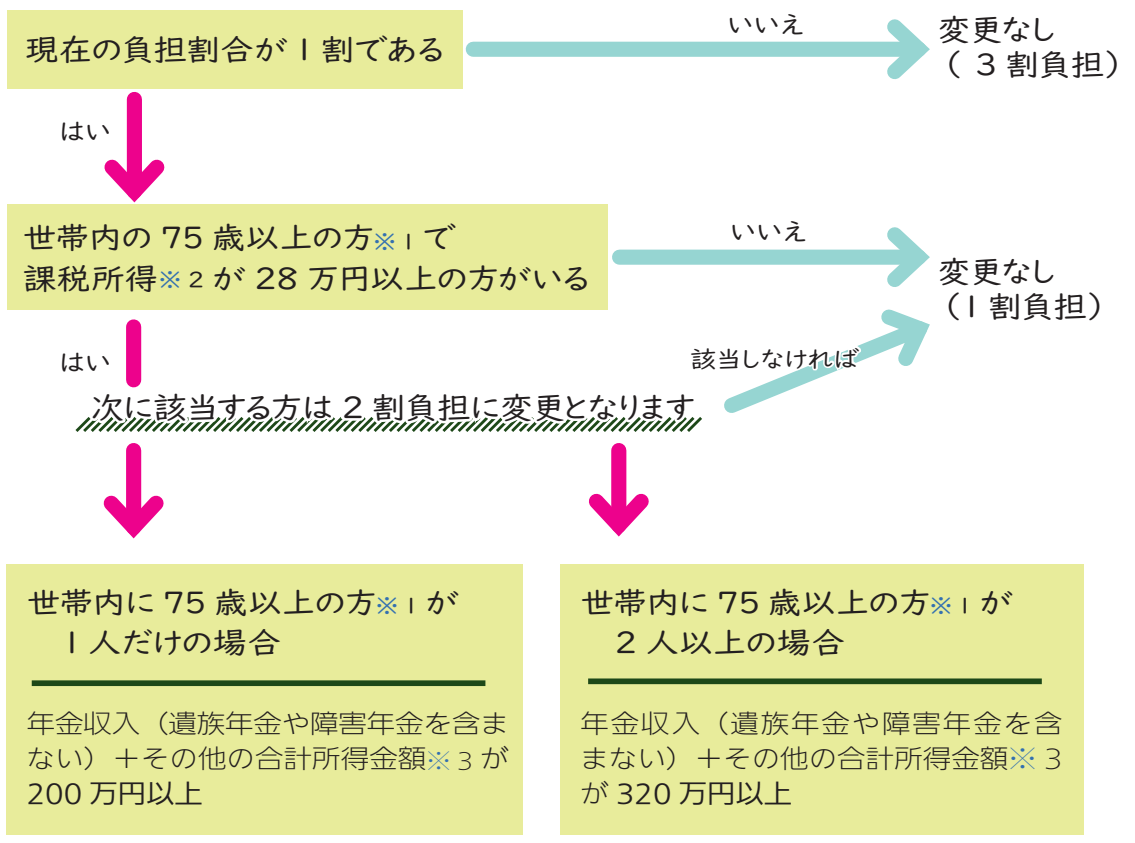 現在の負担割合が1割である
いいえ
変更なし
(3割負担)
はい
世帯内の75歳以上の方※1で
課税所得※2が28万円以上の方がいる
いいえ
変更なし
(1割負担)
はい
該当しなければ
次に該当する方は2割負担に変更となります
世帯内に75歳以上の方※1が
1人だけの場合
年金収入(遺族年金や障害年金を含ま
ない)+その他の合計所得金額※3が
200万円以上
世帯内に75歳以上の方※1が
2人以上の場合
年金収入(遺族年金や障害年金を含
まない)+その他の合計所得金額※3
が320万円以上